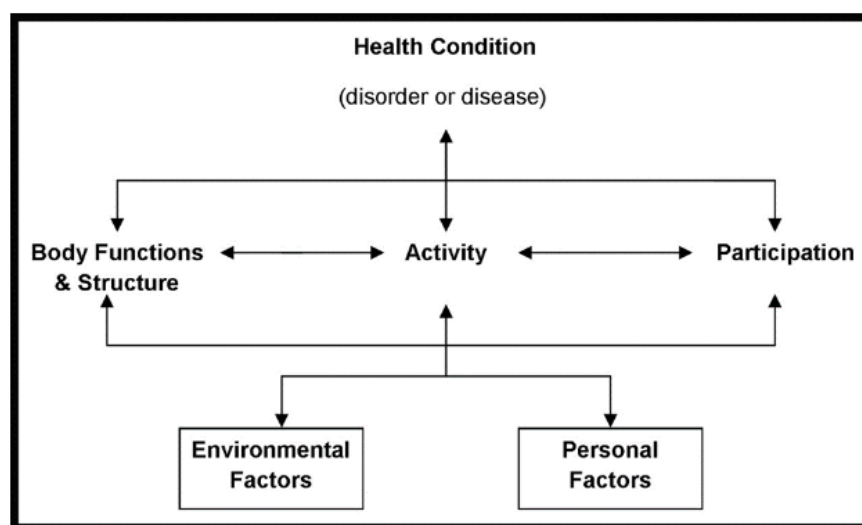 Health Condition
(disorder or disease)
Body Functions
& Structure
Activity
Participation
Environmental
Factors
Personal
Factors